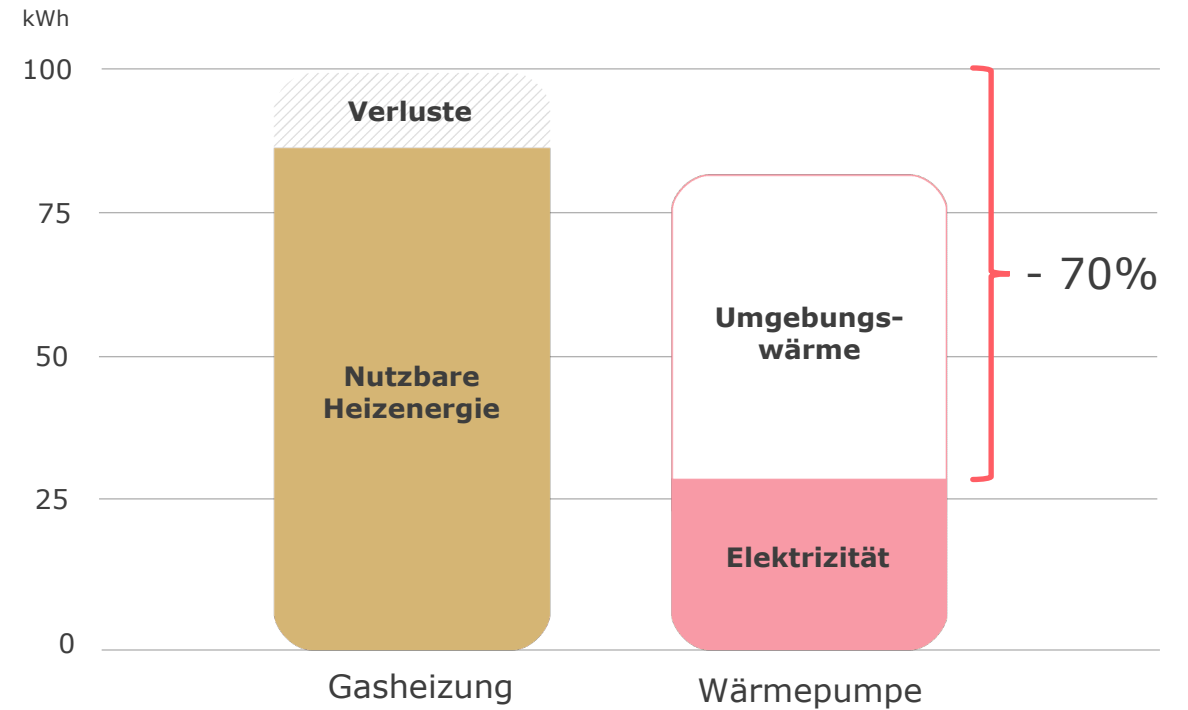 kWh
100
Verluste
75
- 70%
Umgebungs-
wärme
50
Nutzbare
Heizenergie
25
Elektrizität
0
Gasheizung
Wärmepumpe